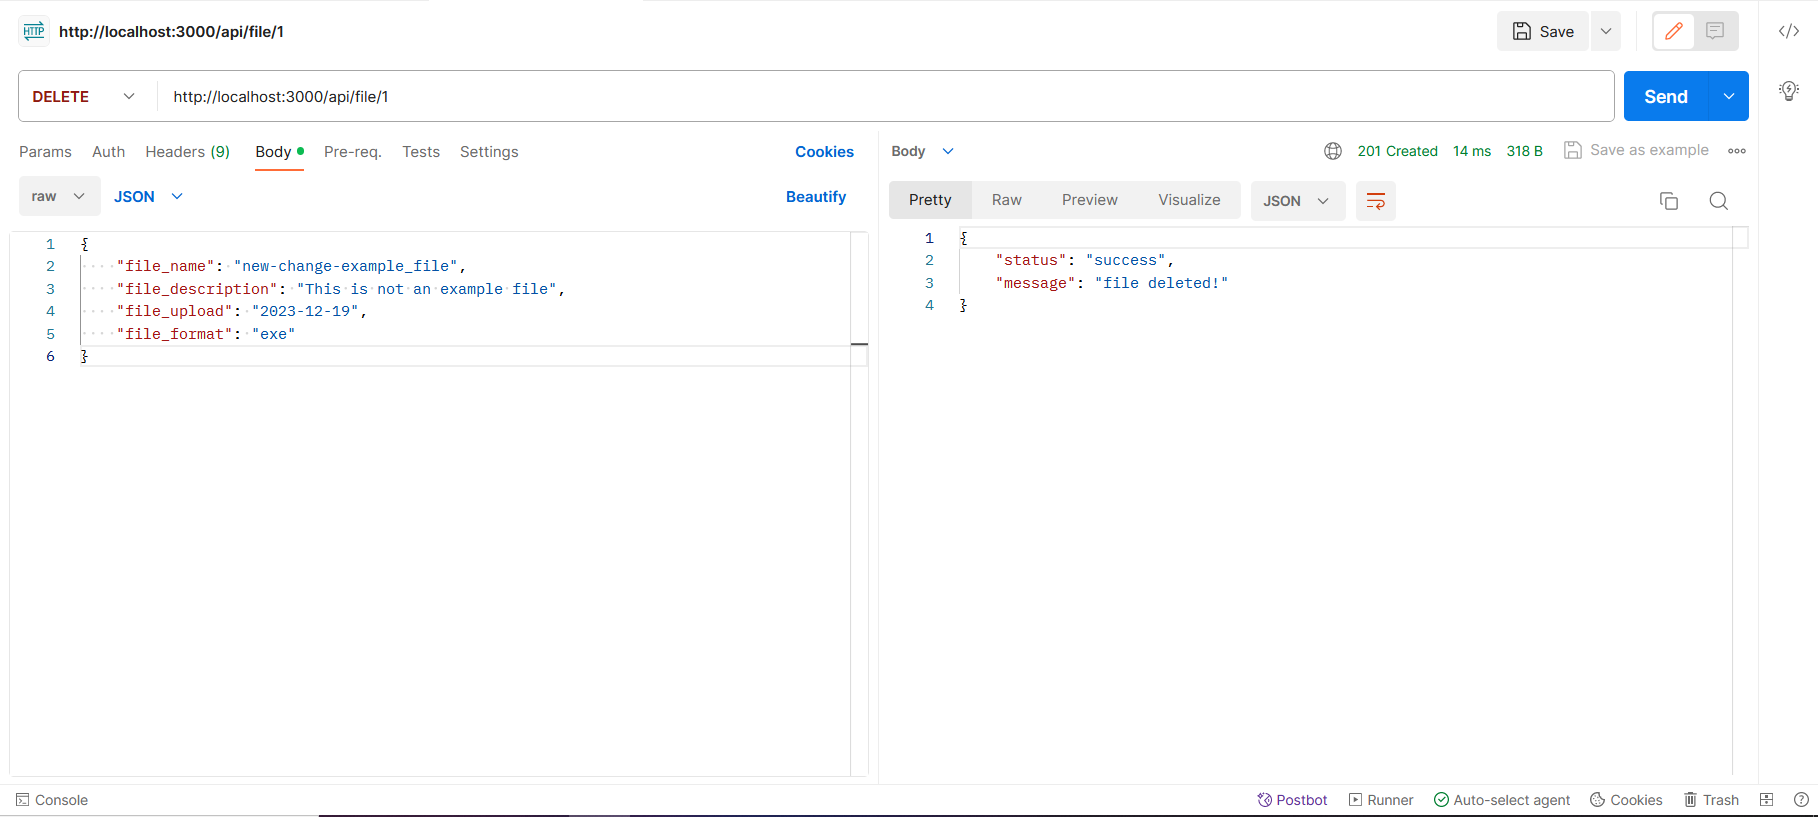 HTTP http://localhost:3000/api/file/1 Save
DELETE http://localhost:3000/api/file/1 Send
Params Auth Headers (9) Body Pre-req. Tests Settings Cookies
raw JSON Beautify
1 {
2 "file_name": "new-change-example_file",
3 "file_description": "This is not an example file",
4 "file_upload": "2023-12-19",
5 "file_format": "exe"
6 }
Body 201 Created 14 ms 318 B Save as example
Pretty Raw Preview Visualize JSON
1 {
2 "status": "success",
3 "message": "file deleted!"
4 }
Console Postbot Runner Auto-select agent Cookies Trash